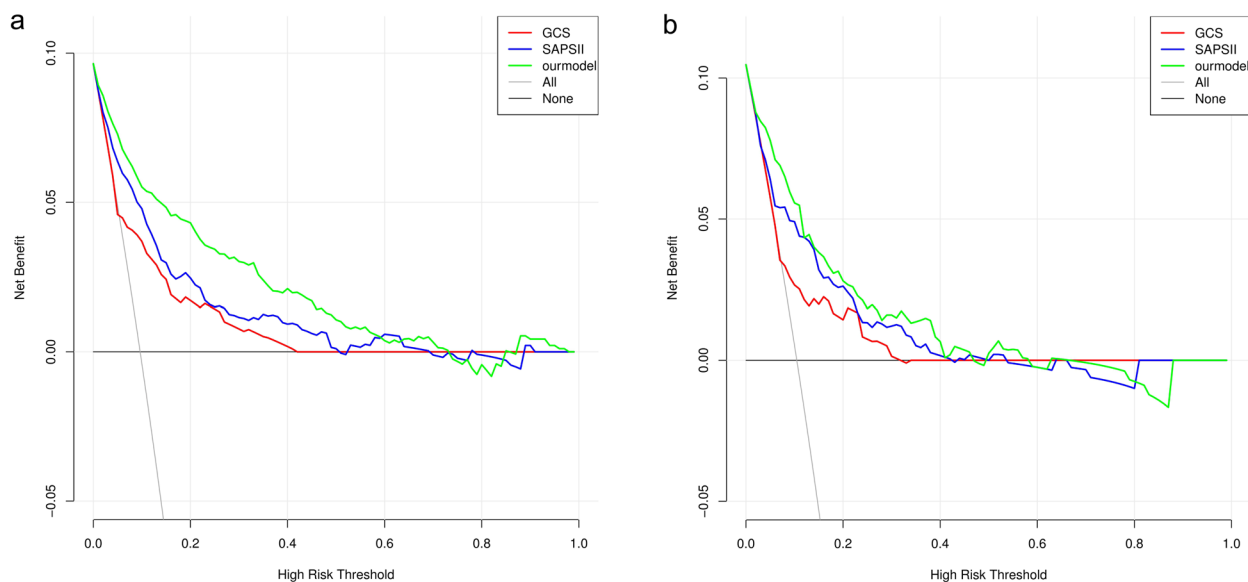 a
GCS
SAPSII
ourmodel
All
None
Net Benefit
0.10
0.05
0.00
−0.05
0.0 0.2 0.4 0.6 0.8 1.0
High Risk Threshold
b
GCS
SAPSII
ourmodel
All
None
Net Benefit
0.10
0.05
0.00
−0.05
0.0 0.2 0.4 0.6 0.8 1.0
High Risk Threshold